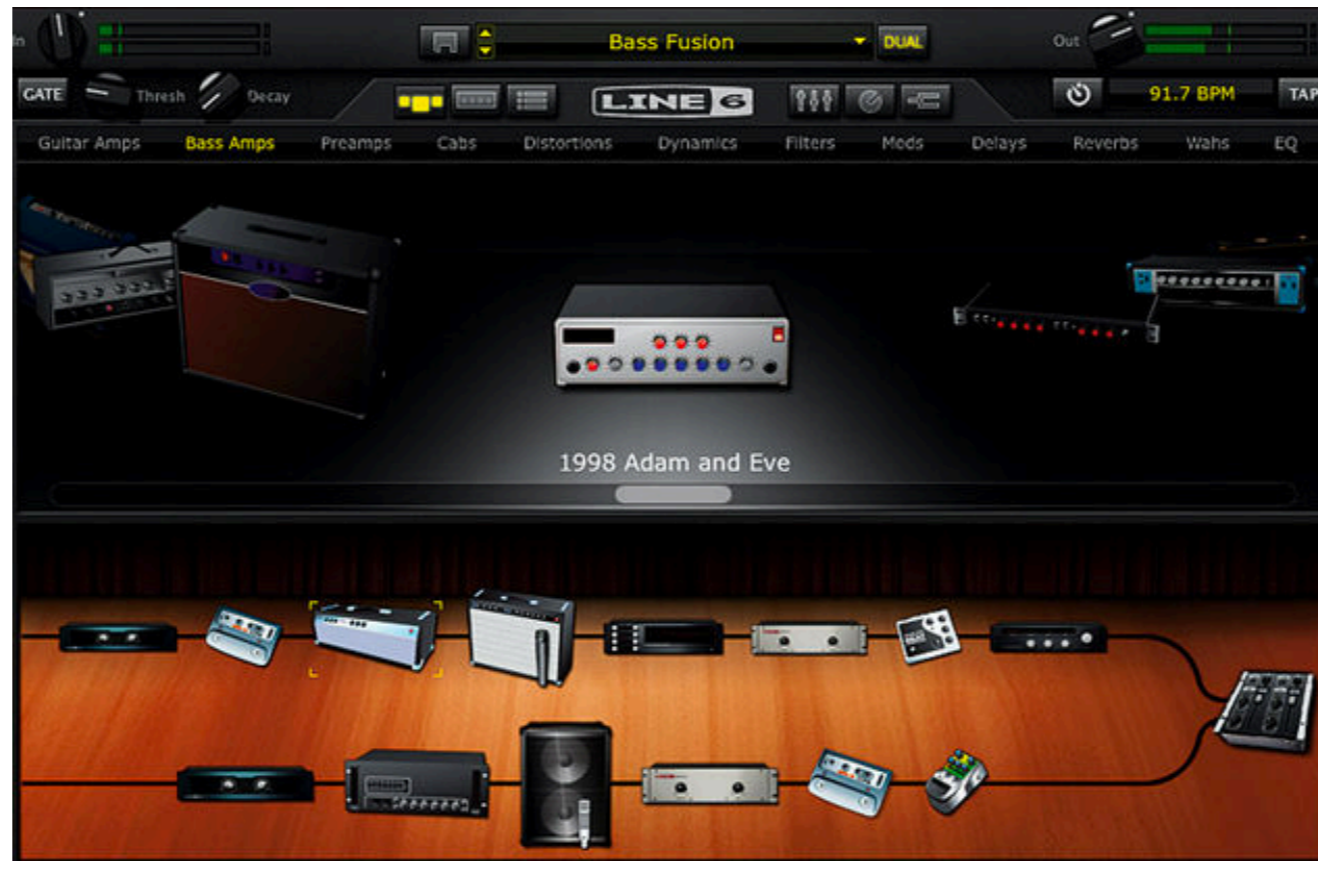 In
Bass Fusion
DUAL
Out
GATE
Thresh
Decay
LINE 6
91.7 BPM
TAP
Guitar Amps Bass Amps Preamps Cabs Distortions Dynamics Filters Mods Delays Reverbs Wahs EQ
1998 Adam and Eve